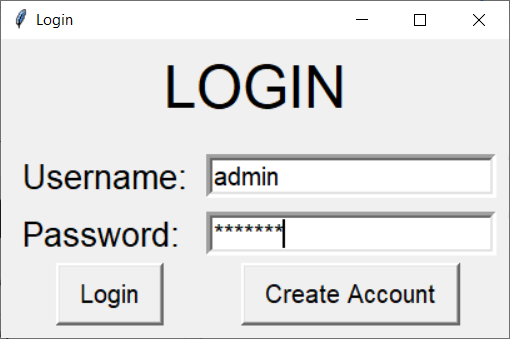 Login
LOGIN
Username: admin
Password: *******
Login Create Account